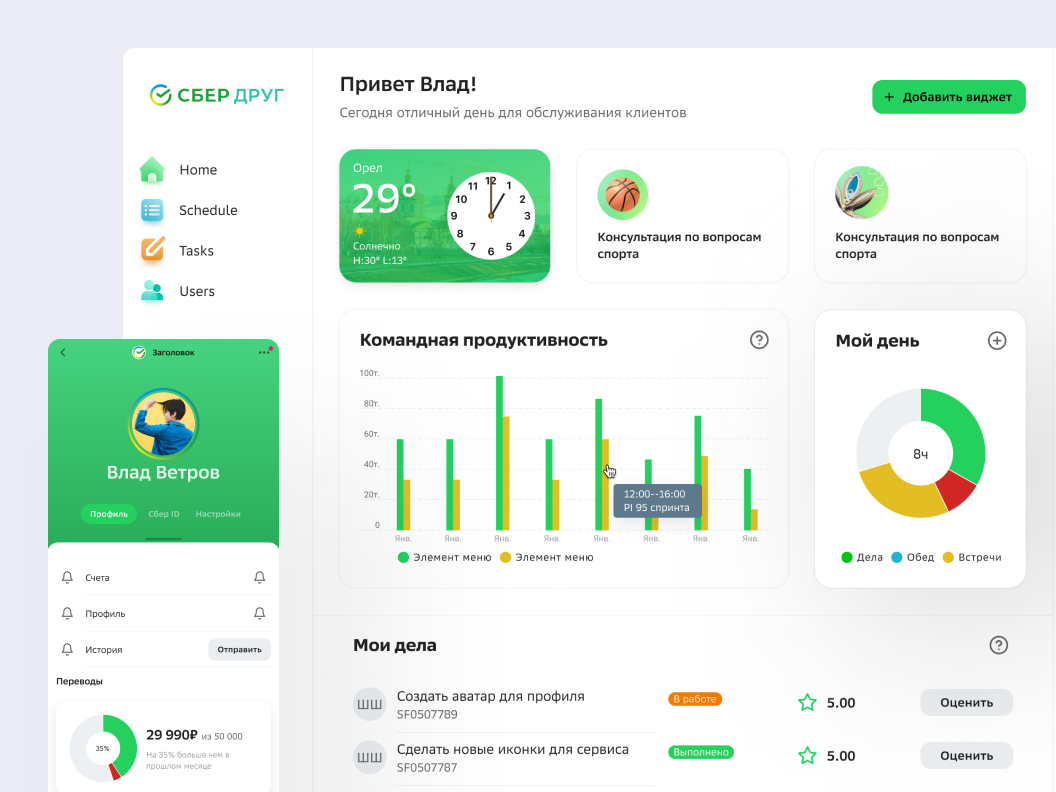 СБЕР ДРУГ
Home
Schedule
Tasks
Users
Привет Влад!
Сегодня отличный день для обслуживания клиентов
+ Добавить виджет
Орел
29°
Солнечно
H:30° L:13°
12
1
2
3
4
5
6
7
8
9
10
11
Консультация по вопросам
спорта
Консультация по вопросам
спорта
Командная продуктивность
100т.
80т.
60т.
40т.
20т.
0
Янв. Янв. Янв. Янв. Янв. Янв. Янв. Янв.
12:00--16:00
PI 95 спринта
Элемент меню Элемент меню
Мой день
8ч
Дела Обед Встречи
Мои дела
ШШ
Создать аватар для профиля
SF0507789
В работе
5.00
Оценить
ШШ
Сделать новые иконки для сервиса
SF0507787
Выполнено
5.00
Оценить
Заголовок
Влад Ветров
Профиль Сбер ID Настройки
Счета
Профиль
История
Отправить
Переводы
35%
29 990₽ из 50 000
На 35% больше чем в
прошлом месяце